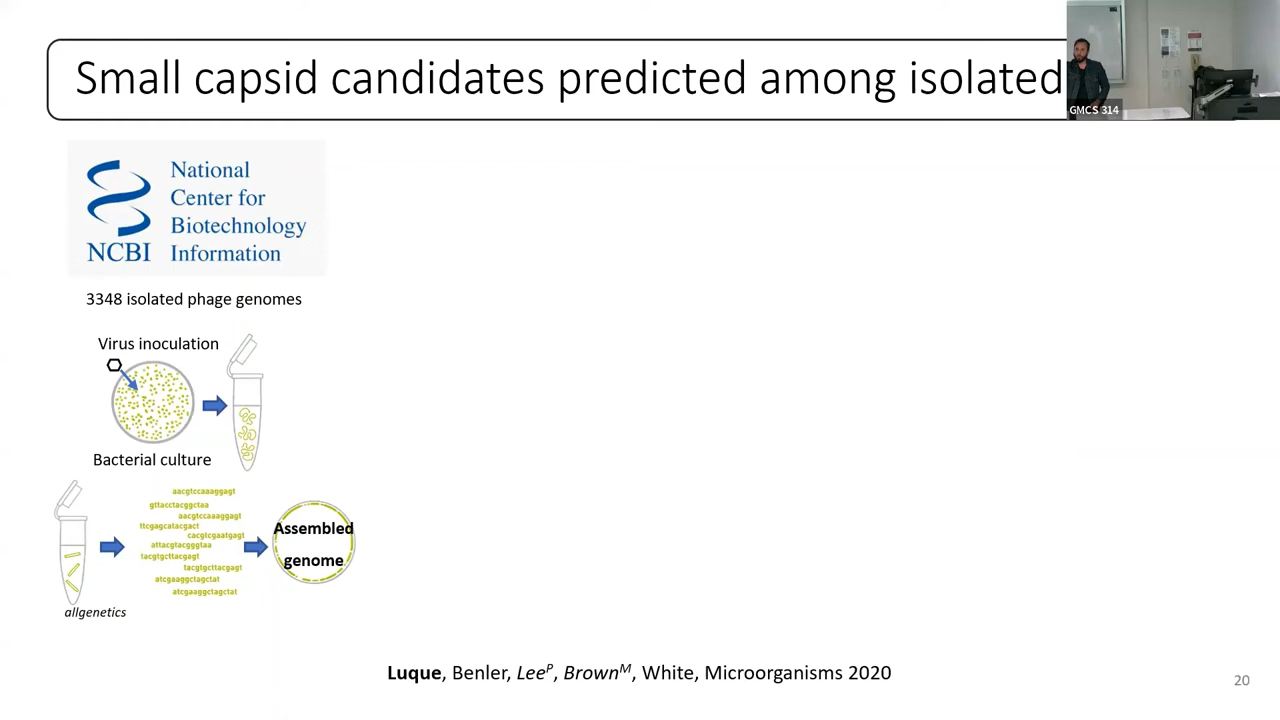 Small capsid candidates predicted among isolated
GMCS 314
National
Center for
Biotechnology
Information
NCBI
3348 isolated phage genomes
Virus inoculation
Bacterial culture
aacgtccaaaggagt
gttacctacggctaa
aacgtccaaaggagt
ttcgagcatacgact
cacgtcgaatgagt
attacgtacgggtaa
tacgtgcttacgagt
tacgtgcttacgagt
atcgaaggctagctat
atcgaaggctagctat
Assembled
genome
allgenetics
Luque, Benler, Leeᴾ, Brownᴹ, White, Microorganisms 2020
20